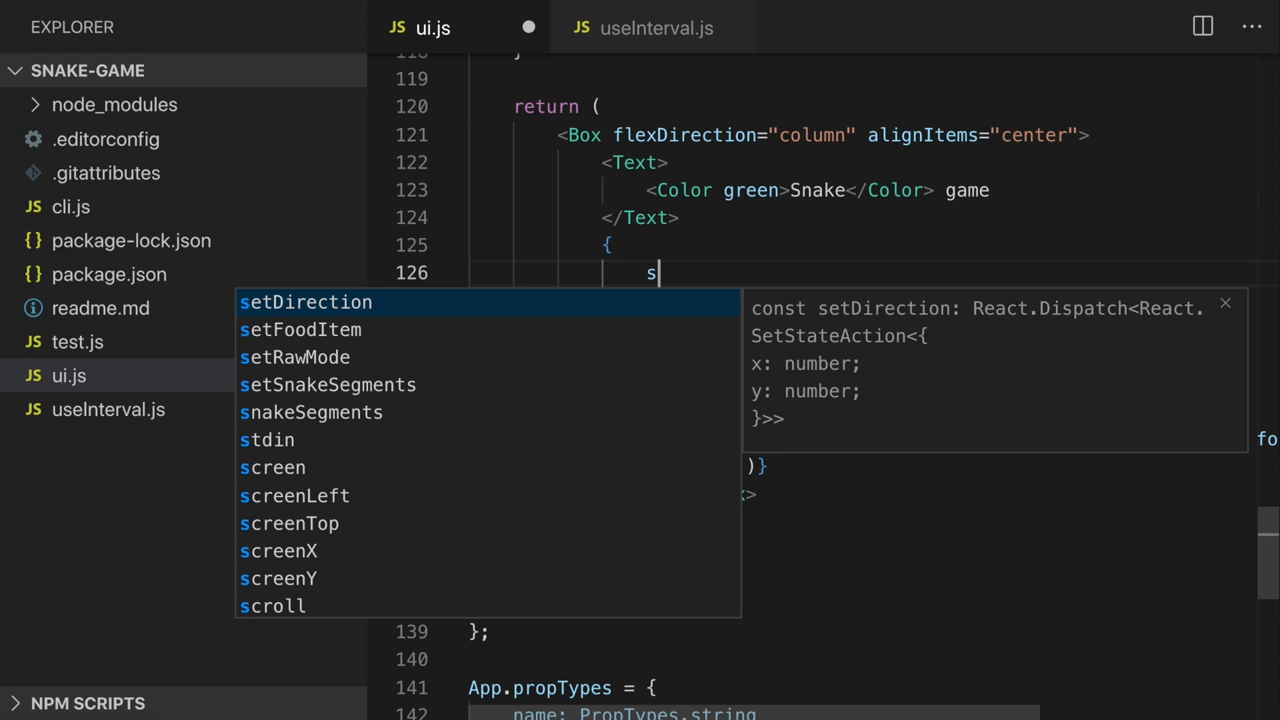 EXPLORER
JS ui.js
JS useInterval.js
SNAKE-GAME
node_modules
.editorconfig
.gitattributes
JS cli.js
{ } package-lock.json
{ } package.json
readme.md
JS test.js
JS ui.js
JS useInterval.js
NPM SCRIPTS
119
120 return (
121 <Box flexDirection="column" alignItems="center">
122 <Text>
123 <Color green>Snake</Color> game
124 </Text>
125 {
126 s
setDirection
setFoodItem
setRawMode
setSnakeSegments
snakeSegments
stdin
screen
screenLeft
screenTop
screenX
screenY
scroll
const setDirection: React.Dispatch<React.
SetStateAction<{
x: number;
y: number;
}>>
fo
)}
x>
139 };
140
141 App.propTypes = {
142 name: PropTypes.string